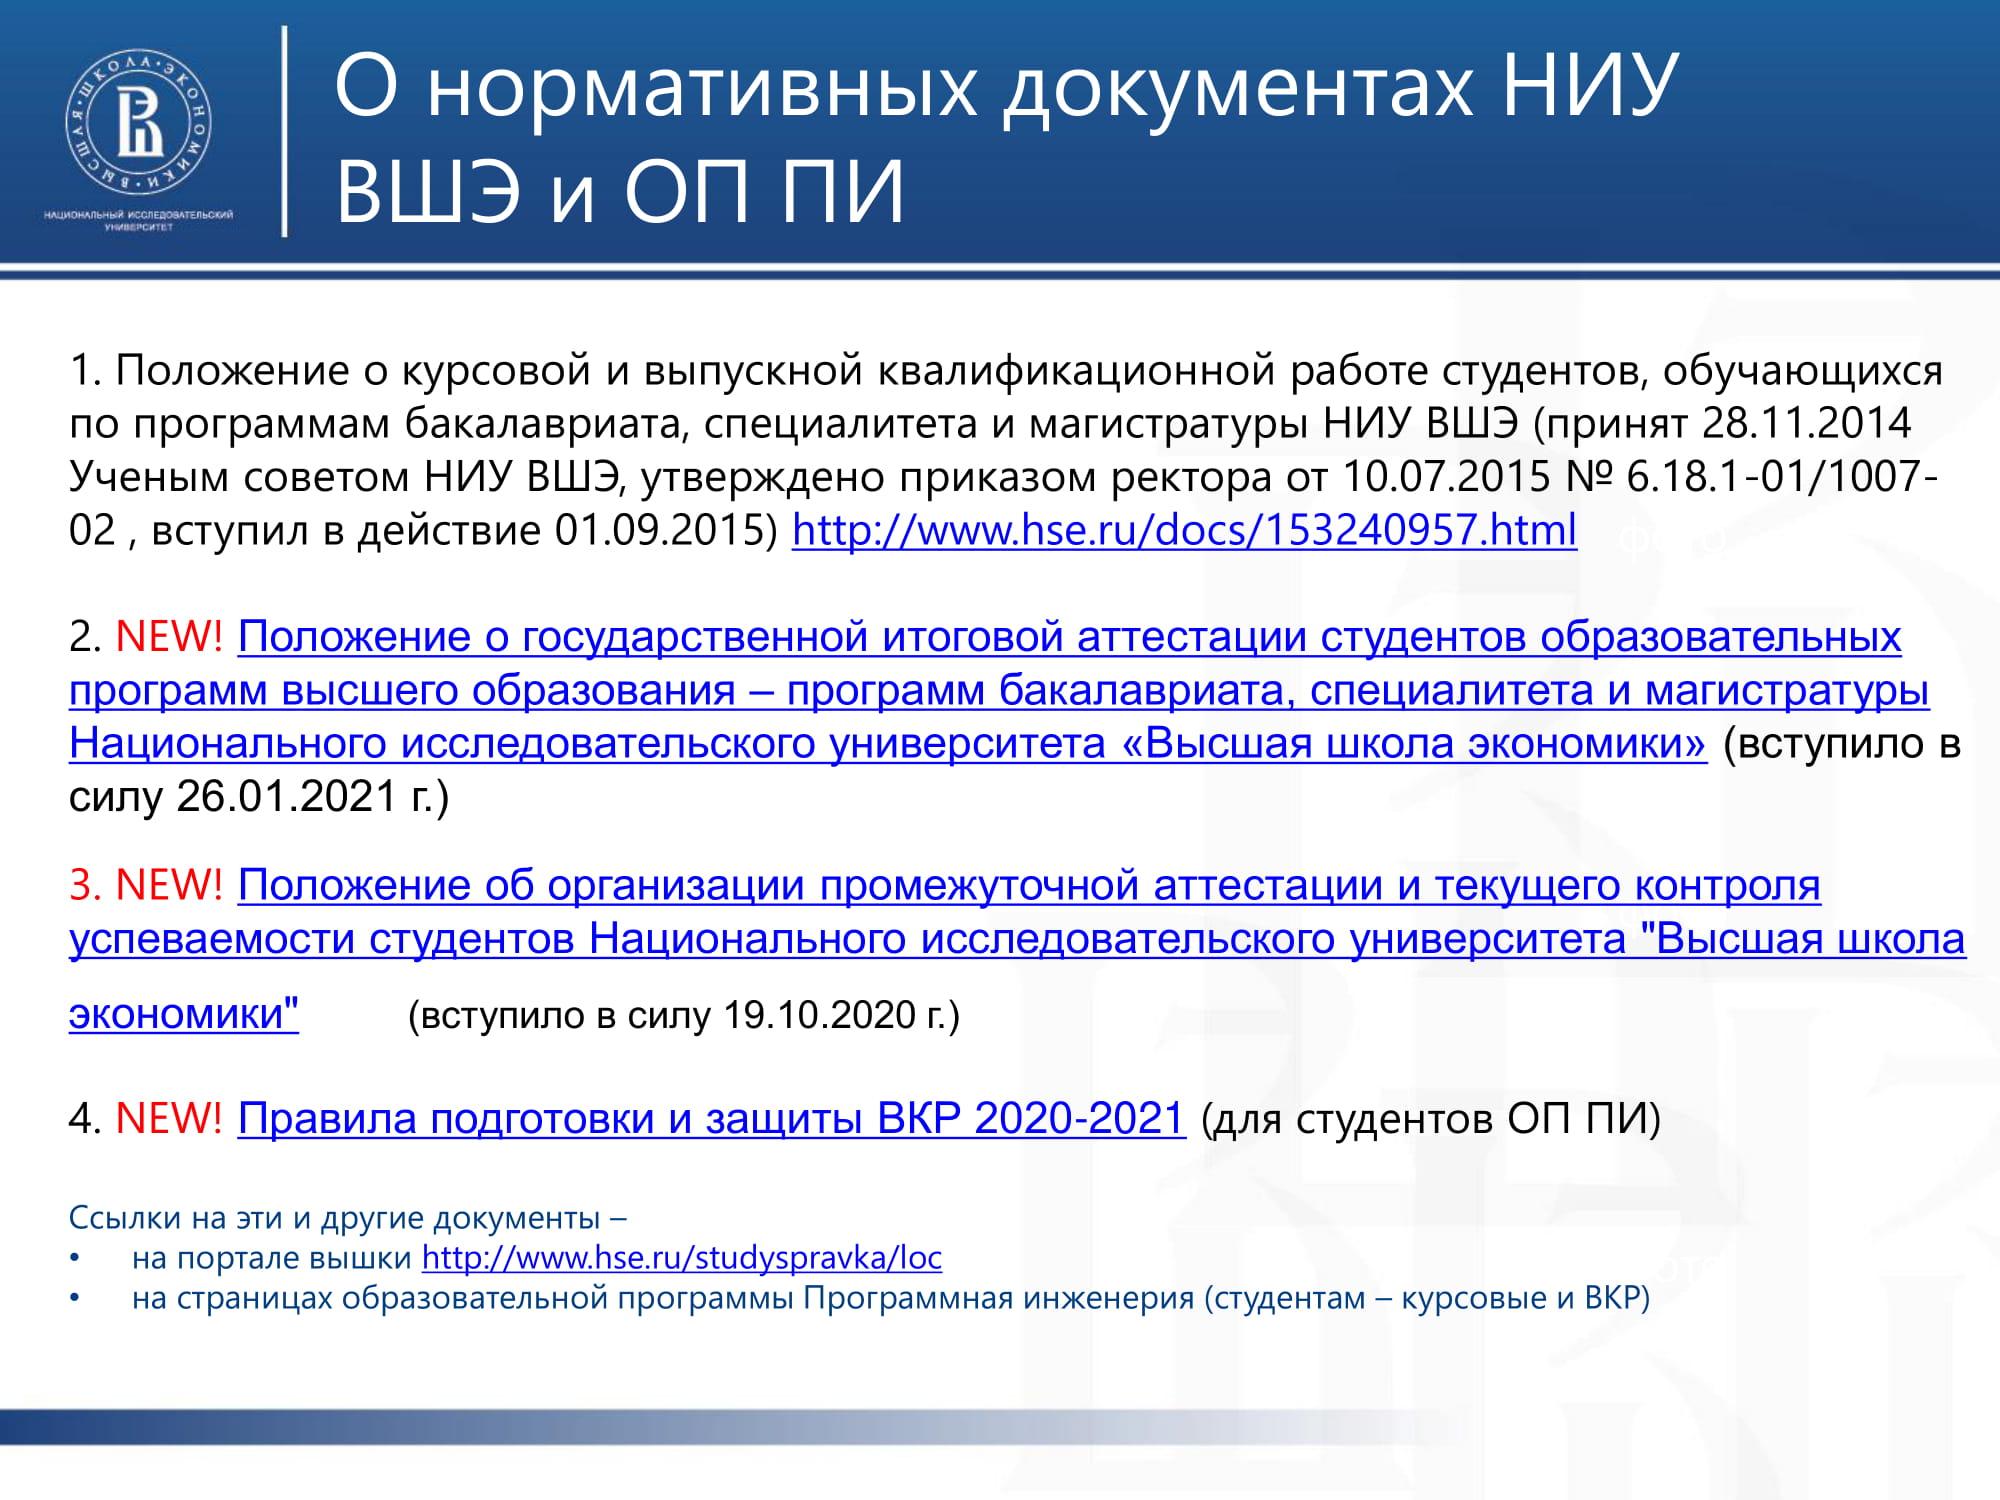 ВЫСШАЯ • ШКОЛА • ЭКОНОМИКИ •
НАЦИОНАЛЬНЫЙ ИССЛЕДОВАТЕЛЬСКИЙ
УНИВЕРСИТЕТ
О нормативных документах НИУ
ВШЭ и ОП ПИ
1. Положение о курсовой и выпускной квалификационной работе студентов, обучающихся
по программам бакалавриата, специалитета и магистратуры НИУ ВШЭ (принят 28.11.2014
Ученым советом НИУ ВШЭ, утверждено приказом ректора от 10.07.2015 № 6.18.1-01/1007-
02 , вступил в действие 01.09.2015) http://www.hse.ru/docs/153240957.html
фото
2. NEW! Положение о государственной итоговой аттестации студентов образовательных
программ высшего образования – программ бакалавриата, специалитета и магистратуры
Национального исследовательского университета «Высшая школа экономики» (вступило в
силу 26.01.2021 г.)
3. NEW! Положение об организации промежуточной аттестации и текущего контроля
успеваемости студентов Национального исследовательского университета "Высшая школа
экономики" (вступило в силу 19.10.2020 г.)
4. NEW! Правила подготовки и защиты ВКР 2020-2021 (для студентов ОП ПИ)
Ссылки на эти и другие документы –
• на портале вышки http://www.hse.ru/studyspravka/loc
• на страницах образовательной программы Программная инженерия (студентам – курсовые и ВКР)